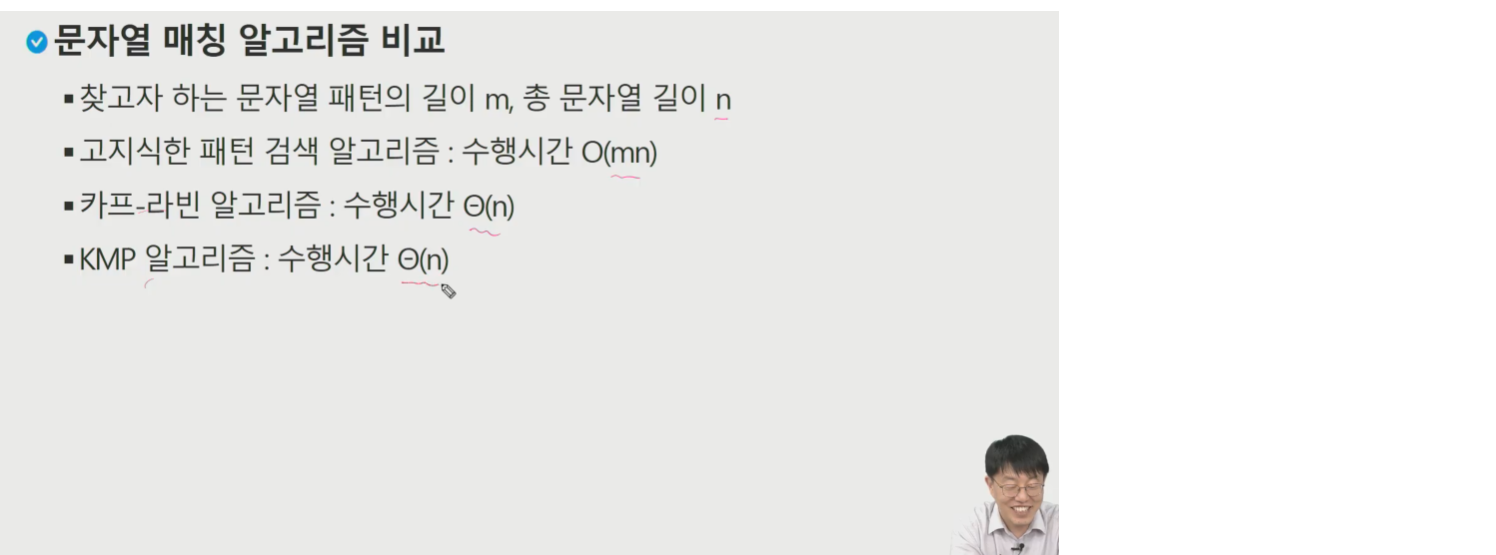 문자열 매칭 알고리즘 비교
▪ 찾고자 하는 문자열 패턴의 길이 m, 총 문자열 길이 n
▪ 고지식한 패턴 검색 알고리즘 : 수행시간 O(mn)
▪ 카프-라빈 알고리즘 : 수행시간 Θ(n)
▪ KMP 알고리즘 : 수행시간 Θ(n)